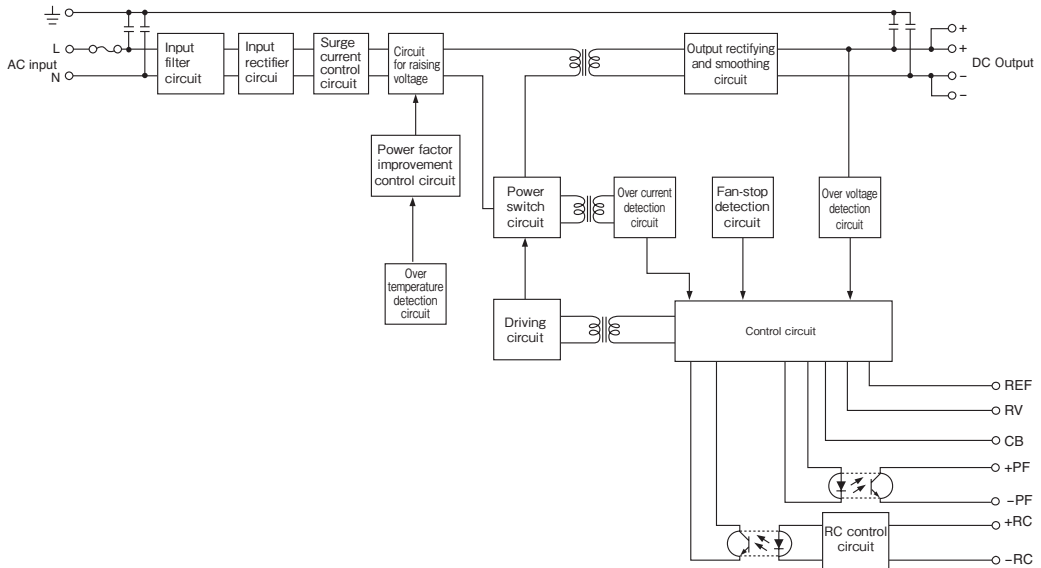 L
AC input
N
Input
filter
circuit
Input
rectifier
circui
Surge
current
control
circuit
Circuit
for raising
voltage
Output rectifying
and smoothing
circuit
+
+
DC Output
−
−
Power factor
improvement
control circuit
Power
switch
circuit
Over current
detection
circuit
Fan-stop
detection
circuit
Over voltage
detection
circuit
Over
temperature
detection
circuit
Driving
circuit
Control circuit
REF
RV
CB
+PF
−PF
+RC
RC control
circuit
−RC